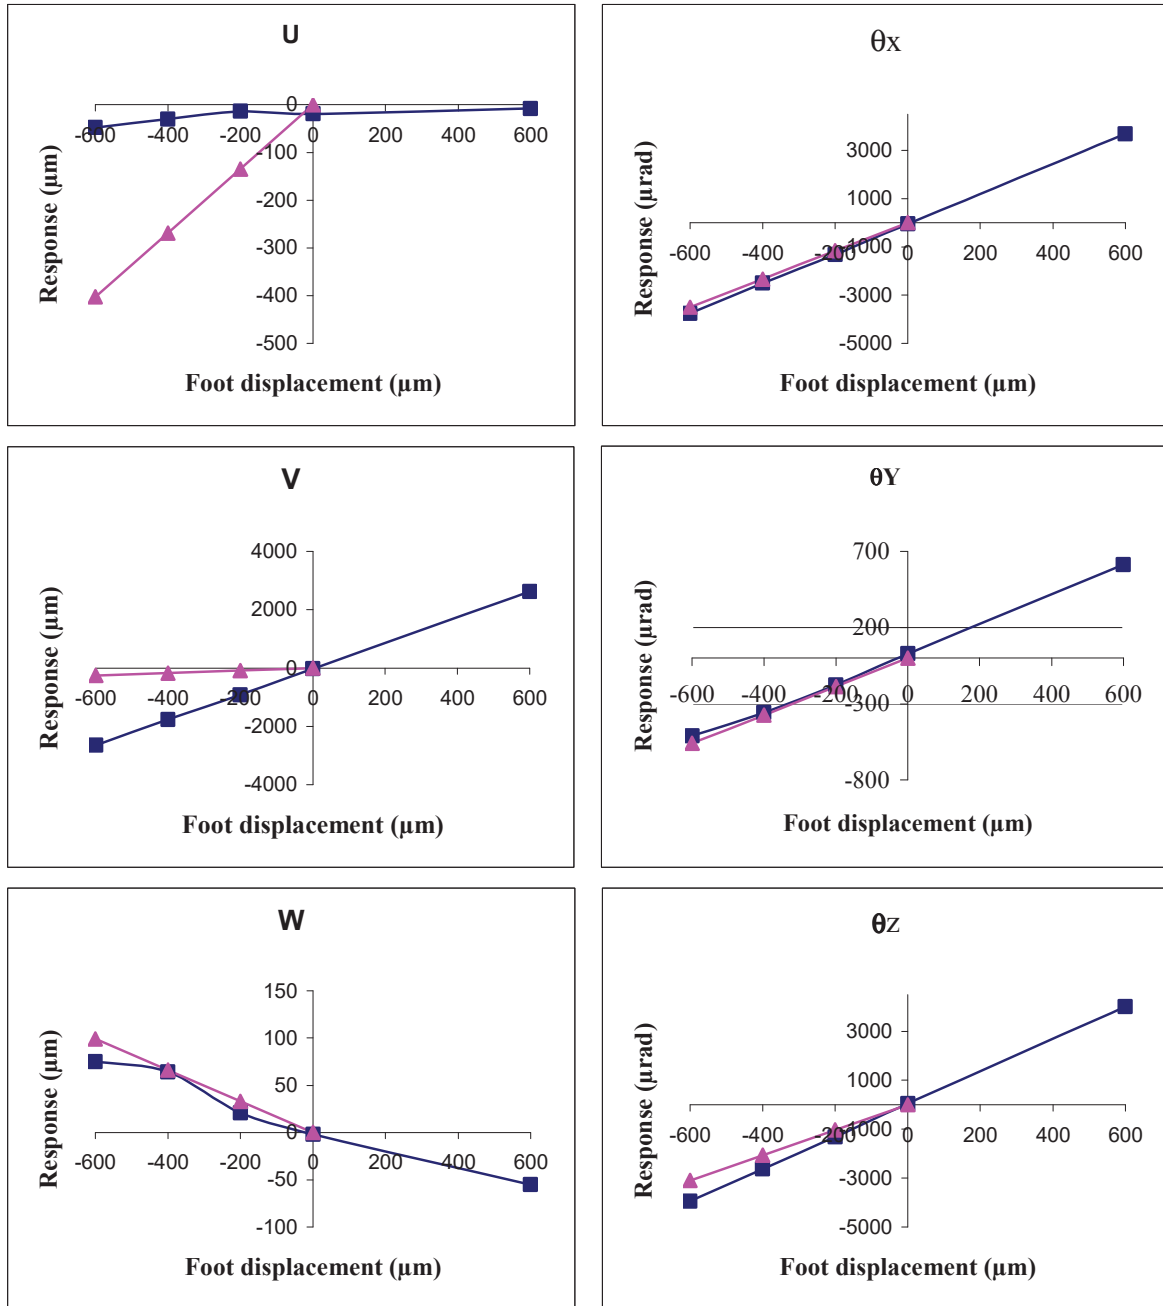 U
0
-600 -400 -200 0 200 400 600
-100
-200
-300
-400
-500
Response (µm)
Foot displacement (µm)
θx
3000
1000
-1000
-600 -400 -200 0 200 400 600
-3000
-5000
Response (µrad)
Foot displacement (µm)
V
4000
2000
0
-600 -400 -200 0 200 400 600
-2000
-4000
Response (µm)
Foot displacement (µm)
θY
700
200
-600 -400 -200 0 200 400 600
-300
-800
Response (µrad)
Foot displacement (µm)
W
150
100
50
0
-600 -400 -200 0 200 400 600
-50
-100
Response (µm)
Foot displacement (µm)
θz
3000
1000
-1000
-600 -400 -200 0 200 400 600
-3000
-5000
Response (µrad)
Foot displacement (µm)